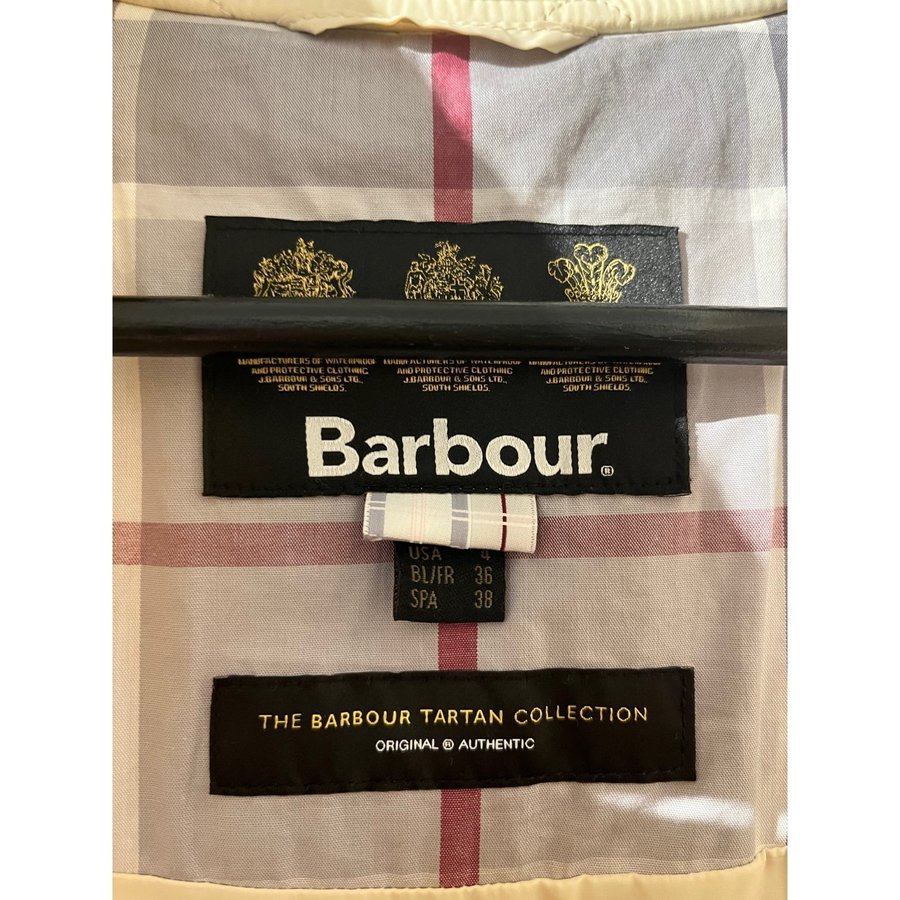 MANUFACTURERS OF WATERPROOF MANUFACTURERS OF WATERPROOF MANUFACTURERS OF WATERPROOF
AND PROTECTIVE CLOTHING AND PROTECTIVE CLOTHING AND PROTECTIVE CLOTHING
J.BARBOUR & SONS LTD., J.BARBOUR & SONS LTD., J.BARBOUR & SONS LTD.,
SOUTH SHIELDS. SOUTH SHIELDS. SOUTH SHIELDS.
Barbour®
USA 4
BL/FR 36
SPA 38
THE BARBOUR TARTAN COLLECTION
ORIGINAL ® AUTHENTIC